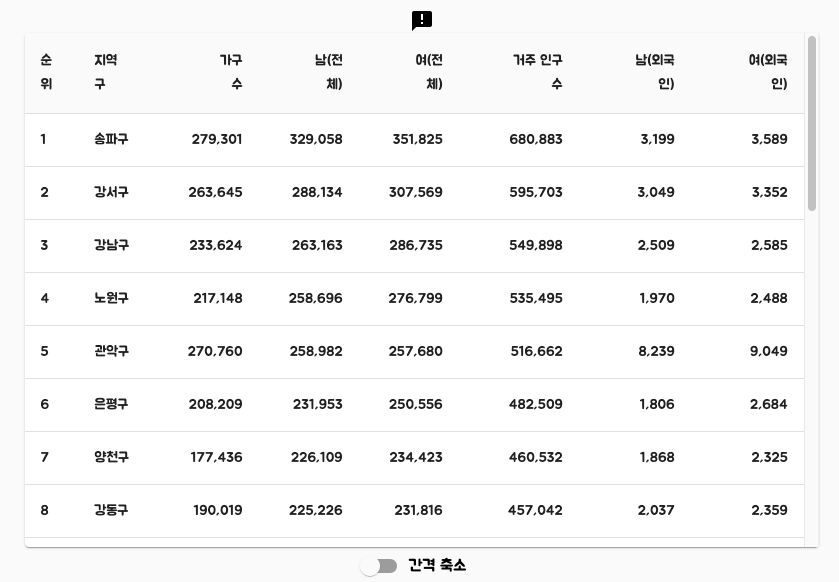 순 지역 가구 남(전 여(전 거주 인구 남(외국 여(외국
위 구 수 체) 체) 수 인) 인)
1 송파구 279,301 329,058 351,825 680,883 3,199 3,589
2 강서구 263,645 288,134 307,569 595,703 3,049 3,352
3 강남구 233,624 263,163 286,735 549,898 2,509 2,585
4 노원구 217,148 258,696 276,799 535,495 1,970 2,488
5 관악구 270,760 258,982 257,680 516,662 8,239 9,049
6 은평구 208,209 231,953 250,556 482,509 1,806 2,684
7 양천구 177,436 226,109 234,423 460,532 1,868 2,325
8 강동구 190,019 225,226 231,816 457,042 2,037 2,359
간격 축소